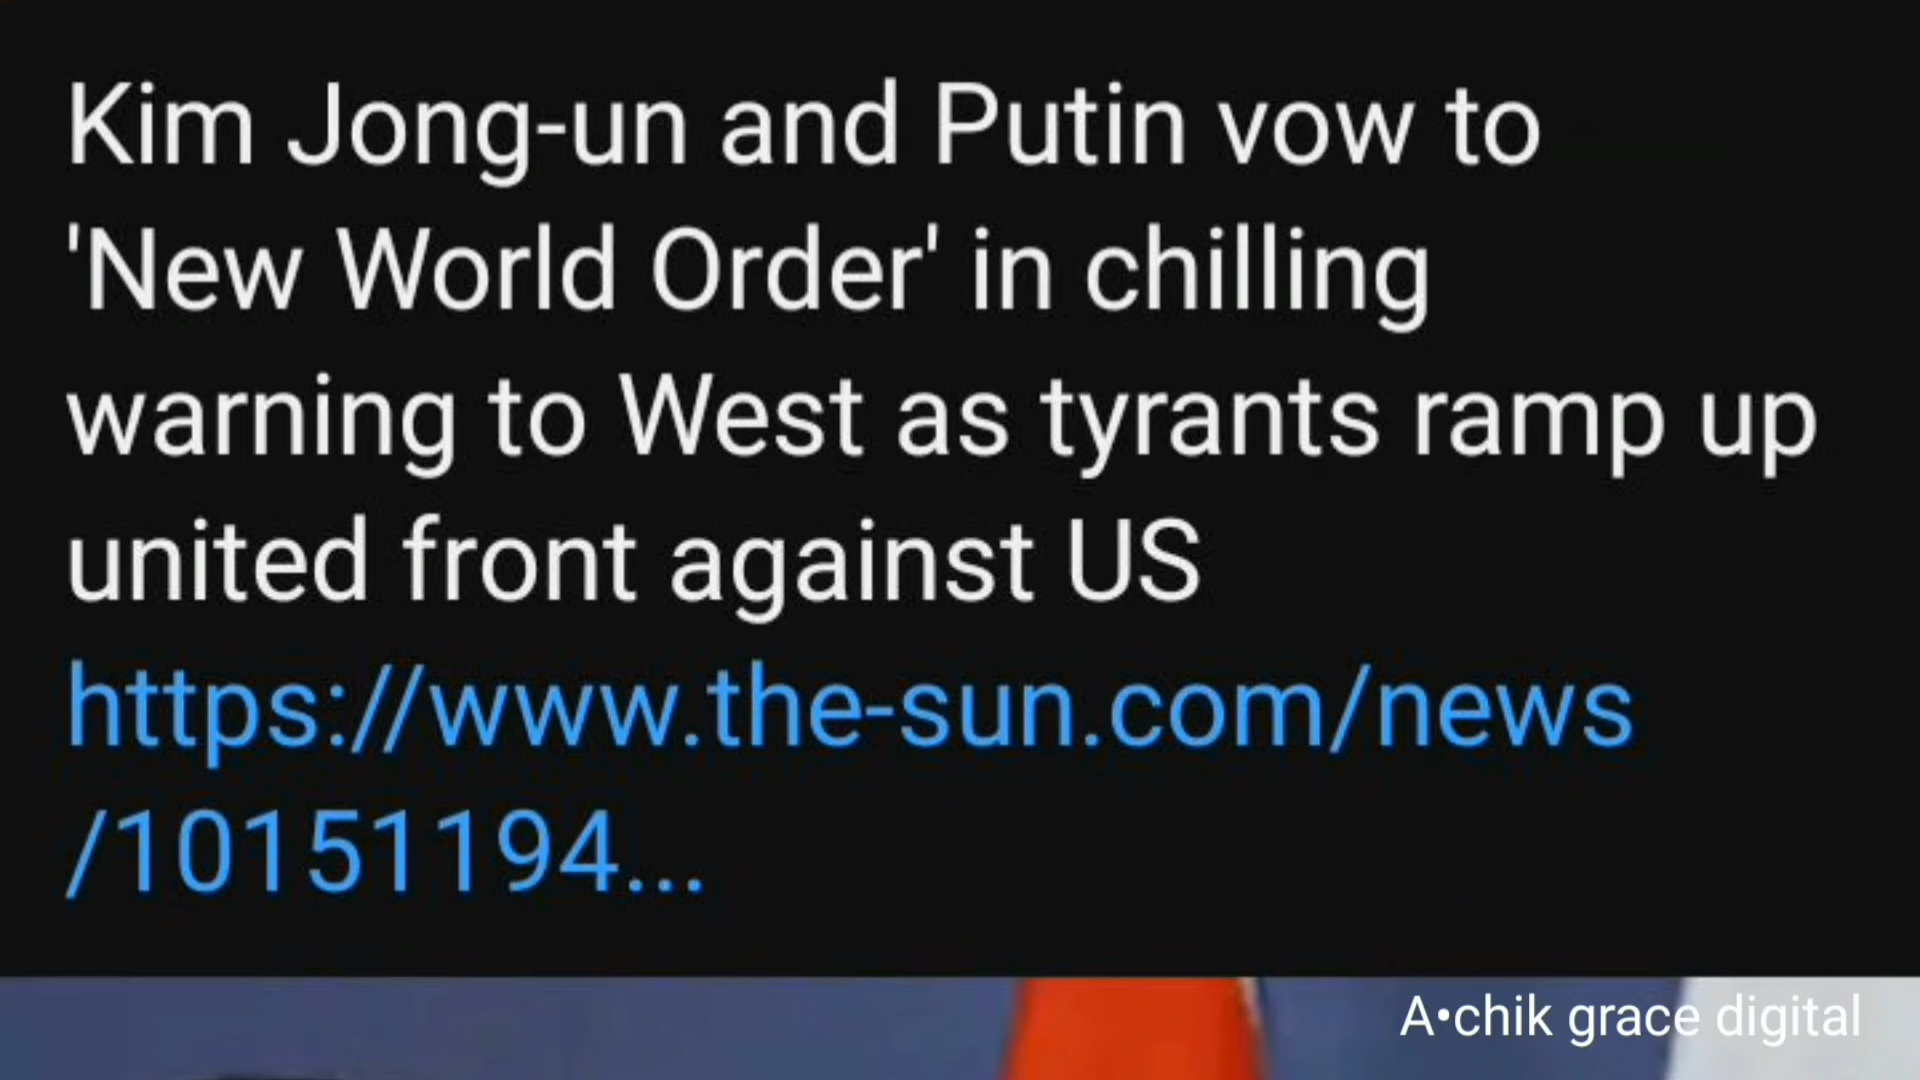 Kim Jong-un and Putin vow to
'New World Order' in chilling
warning to West as tyrants ramp up
united front against US
https://www.the-sun.com/news
/10151194...
A•chik grace digital